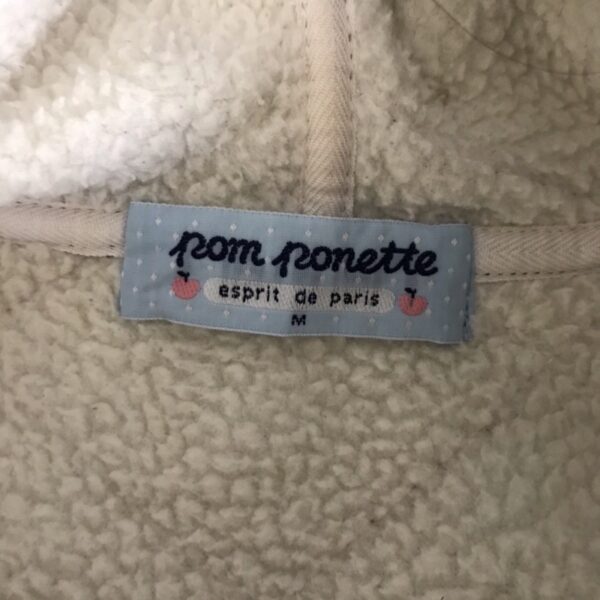 pom ponette
esprit de paris
M